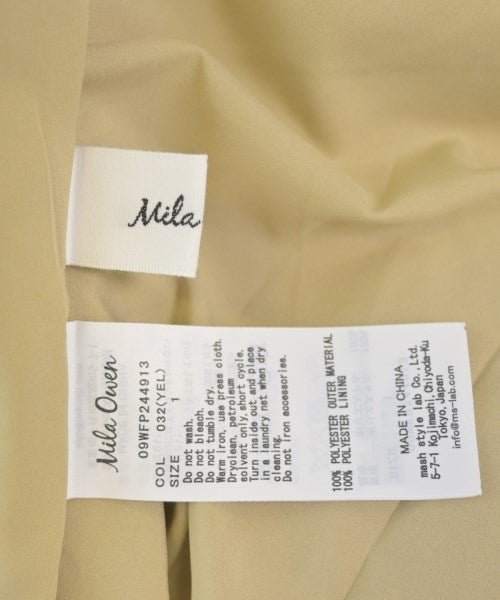 Mila
Mila Owen
09WFP244913
COL 032(YEL)
SIZE 1
Do not wash.
Do not bleach.
Do not tumble dry.
Warm iron, use press cloth.
Dryclean, petroleum
solvent only,short cycle.
Turn inside out and place
in a laundry net when dry
cleaning.
Do not iron accessories.
100% POLYESTER OUTER MATERIAL
100% POLYESTER LINING
MADE IN CHINA
mash style lab Co., Ltd.
5-7-1 Kojimachi, Chiyoda-Ku
Tokyo, Japan
info@ms-lab.com